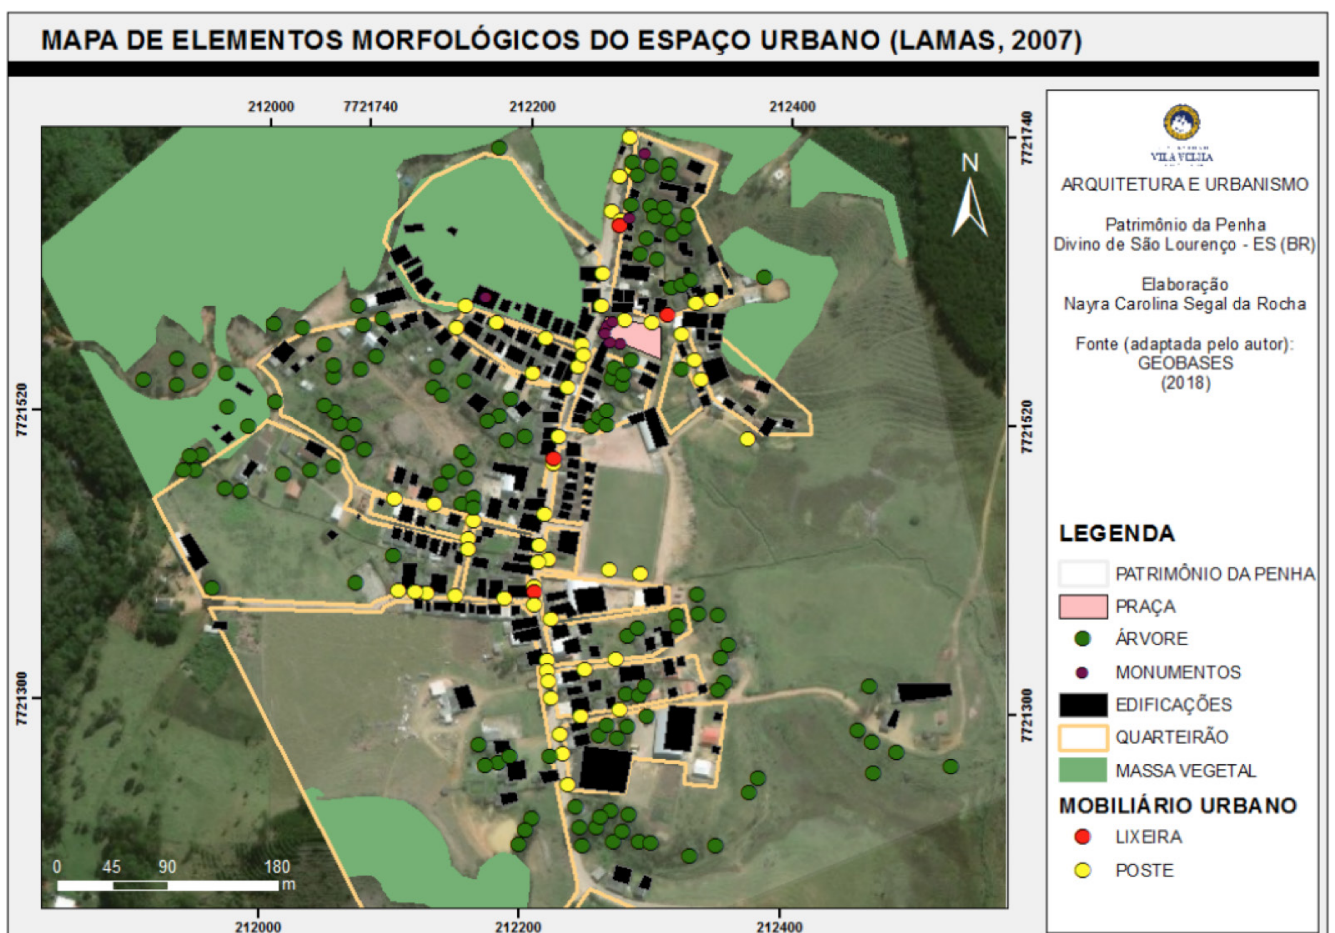 MAPA DE ELEMENTOS MORFOLÓGICOS DO ESPAÇO URBANO (LAMAS, 2007)
212000 7721740 212200 212400
7721740
7721520
7721520
7721300
7721300
N
0 45 90 180
m
212000 212200 212400
VILA VELHA
ARQUITETURA E URBANISMO
Patrimônio da Penha
Divino de São Lourenço - ES (BR)
Elaboração
Nayra Carolina Segal da Rocha
Fonte (adaptada pelo autor):
GEOBASES
(2018)
LEGENDA
PATRIMÔNIO DA PENHA
PRAÇA
ÁRVORE
MONUMENTOS
EDIFICAÇÕES
QUARTEIRÃO
MASSA VEGETAL
MOBILIÁRIO URBANO
LIXEIRA
POSTE